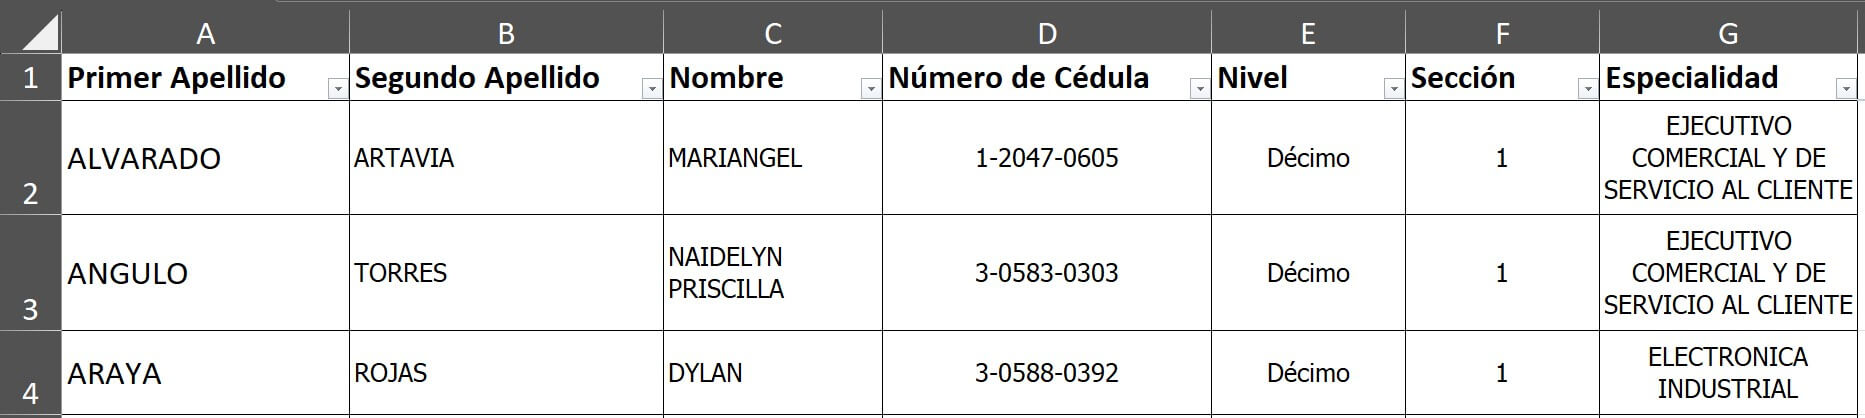 A B C D E F G
1 Primer Apellido Segundo Apellido Nombre Número de Cédula Nivel Sección Especialidad
2 ALVARADO ARTAVIA MARIANGEL 1-2047-0605 Décimo 1 EJECUTIVO
COMERCIAL Y DE
SERVICIO AL CLIENTE
3 ANGULO TORRES NAIDELYN
PRISCILLA 3-0583-0303 Décimo 1 EJECUTIVO
COMERCIAL Y DE
SERVICIO AL CLIENTE
4 ARAYA ROJAS DYLAN 3-0588-0392 Décimo 1 ELECTRONICA
INDUSTRIAL